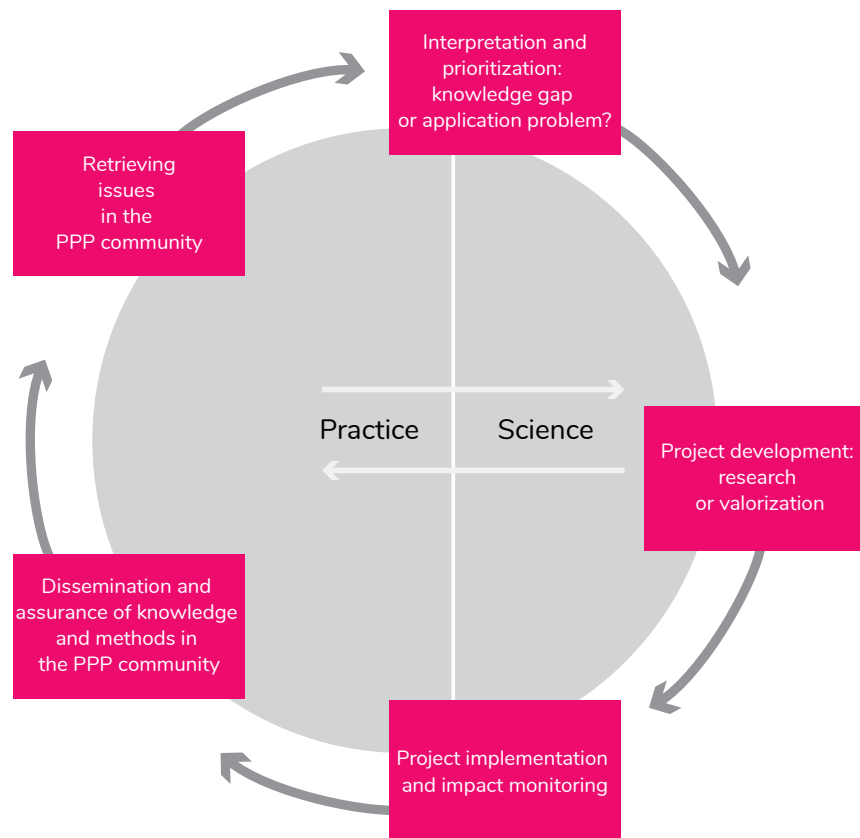 Interpretation and
prioritization:
knowledge gap
or application problem?
Retrieving
issues
in the
PPP community
Practice
Science
Project development:
research
or valorization
Dissemination and
assurance of knowledge
and methods in
the PPP community
Project implementation
and impact monitoring